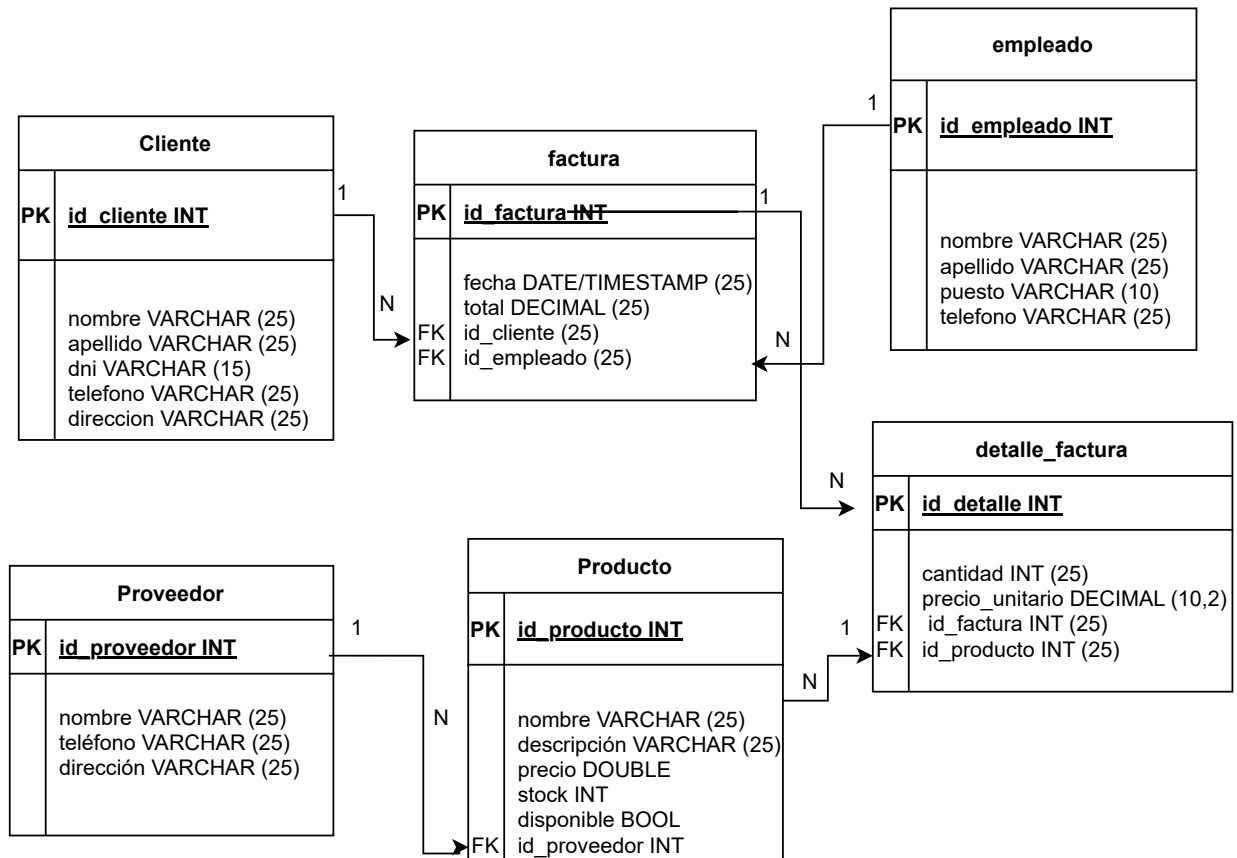 empleado
1
PK id_empleado INT
nombre VARCHAR (25)
apellido VARCHAR (25)
puesto VARCHAR (10)
telefono VARCHAR (25)
Cliente
1
PK id_cliente INT
nombre VARCHAR (25)
apellido VARCHAR (25)
dni VARCHAR (15)
telefono VARCHAR (25)
direccion VARCHAR (25)
N
factura
1
PK id_factura INT
fecha DATE/TIMESTAMP (25)
total DECIMAL (25)
FK id_cliente (25)
FK id_empleado (25)
N
detalle_factura
N
PK id_detalle INT
cantidad INT (25)
precio_unitario DECIMAL (10,2)
FK id_factura INT (25)
FK id_producto INT (25)
1
Proveedor
PK id_proveedor INT
nombre VARCHAR (25)
teléfono VARCHAR (25)
dirección VARCHAR (25)
1
N
Producto
PK id_producto INT
nombre VARCHAR (25)
descripción VARCHAR (25)
precio DOUBLE
stock INT
disponible BOOL
FK id_proveedor INT
N